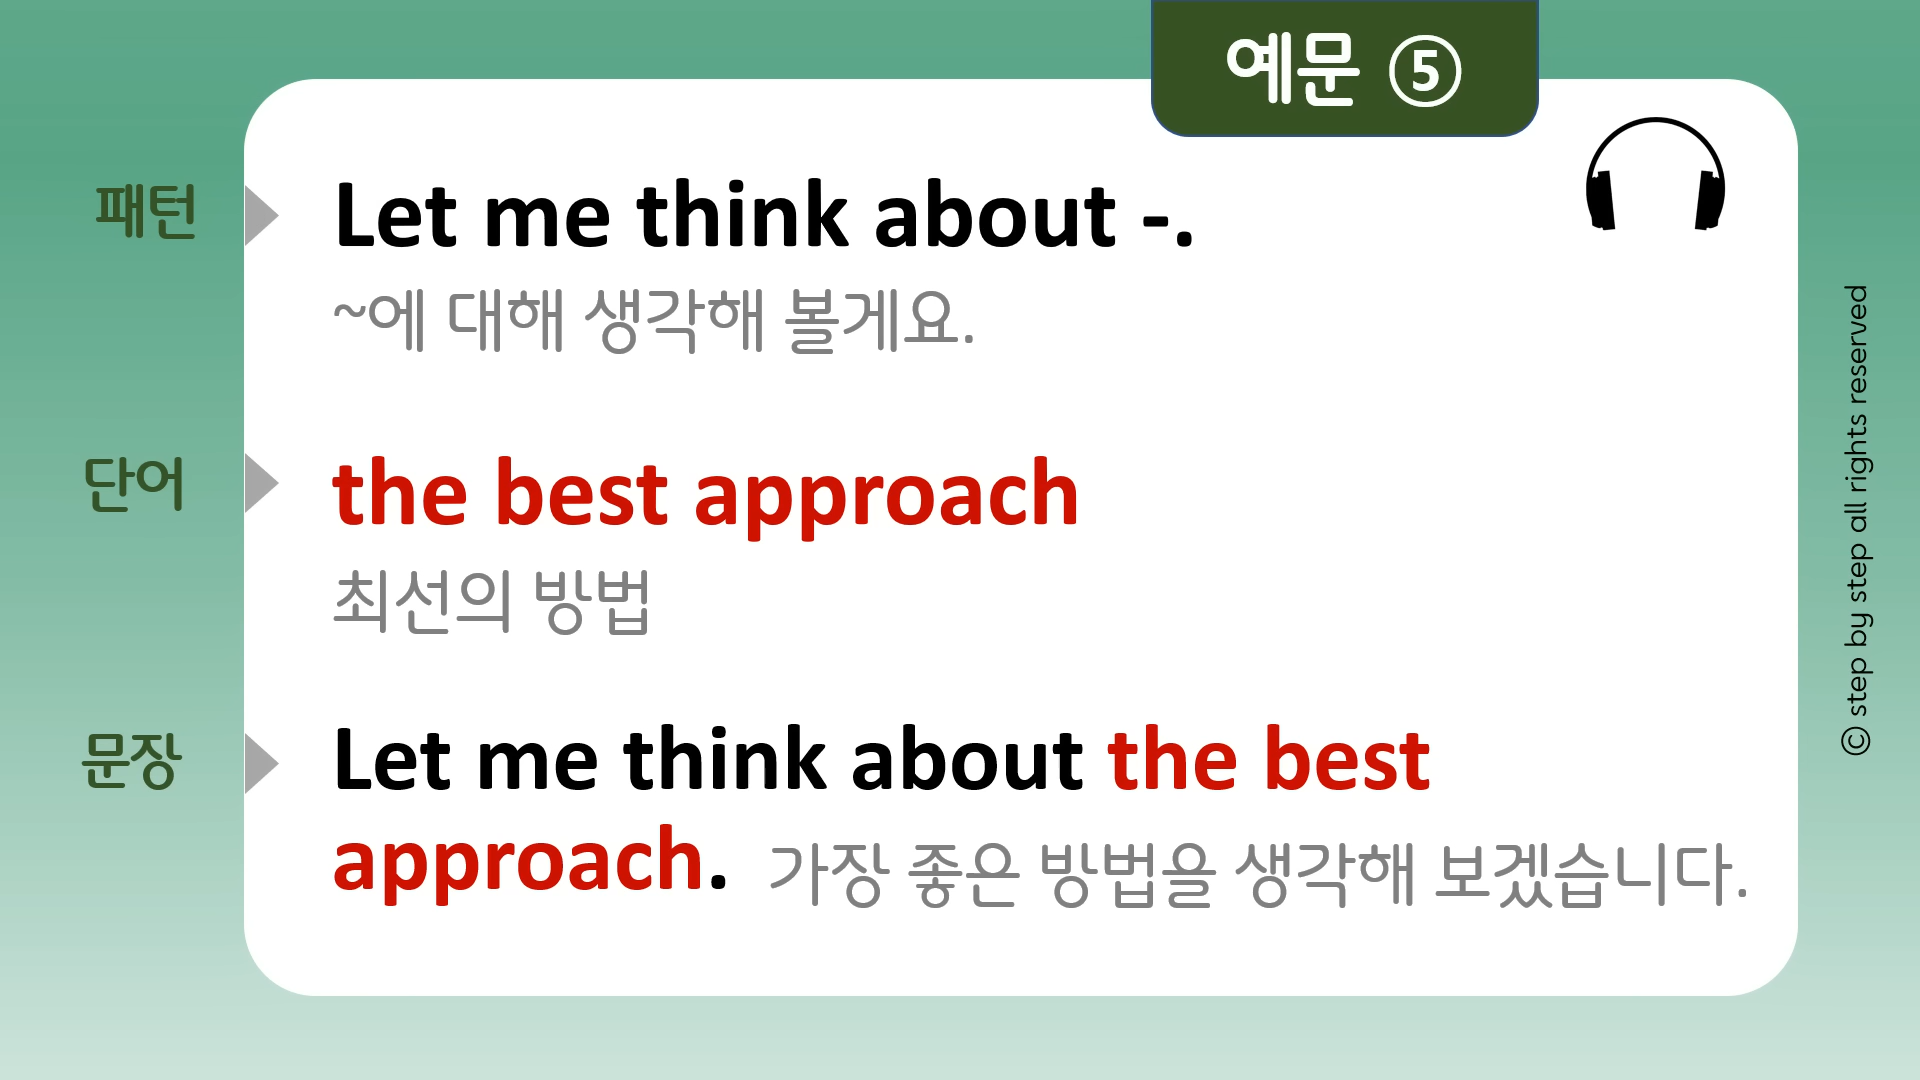 예문 ⑤
패턴
Let me think about -.
~에 대해 생각해 볼게요.
단어
the best approach
최선의 방법
문장
Let me think about the best
approach. 가장 좋은 방법을 생각해 보겠습니다.
© step by step all rights reserved